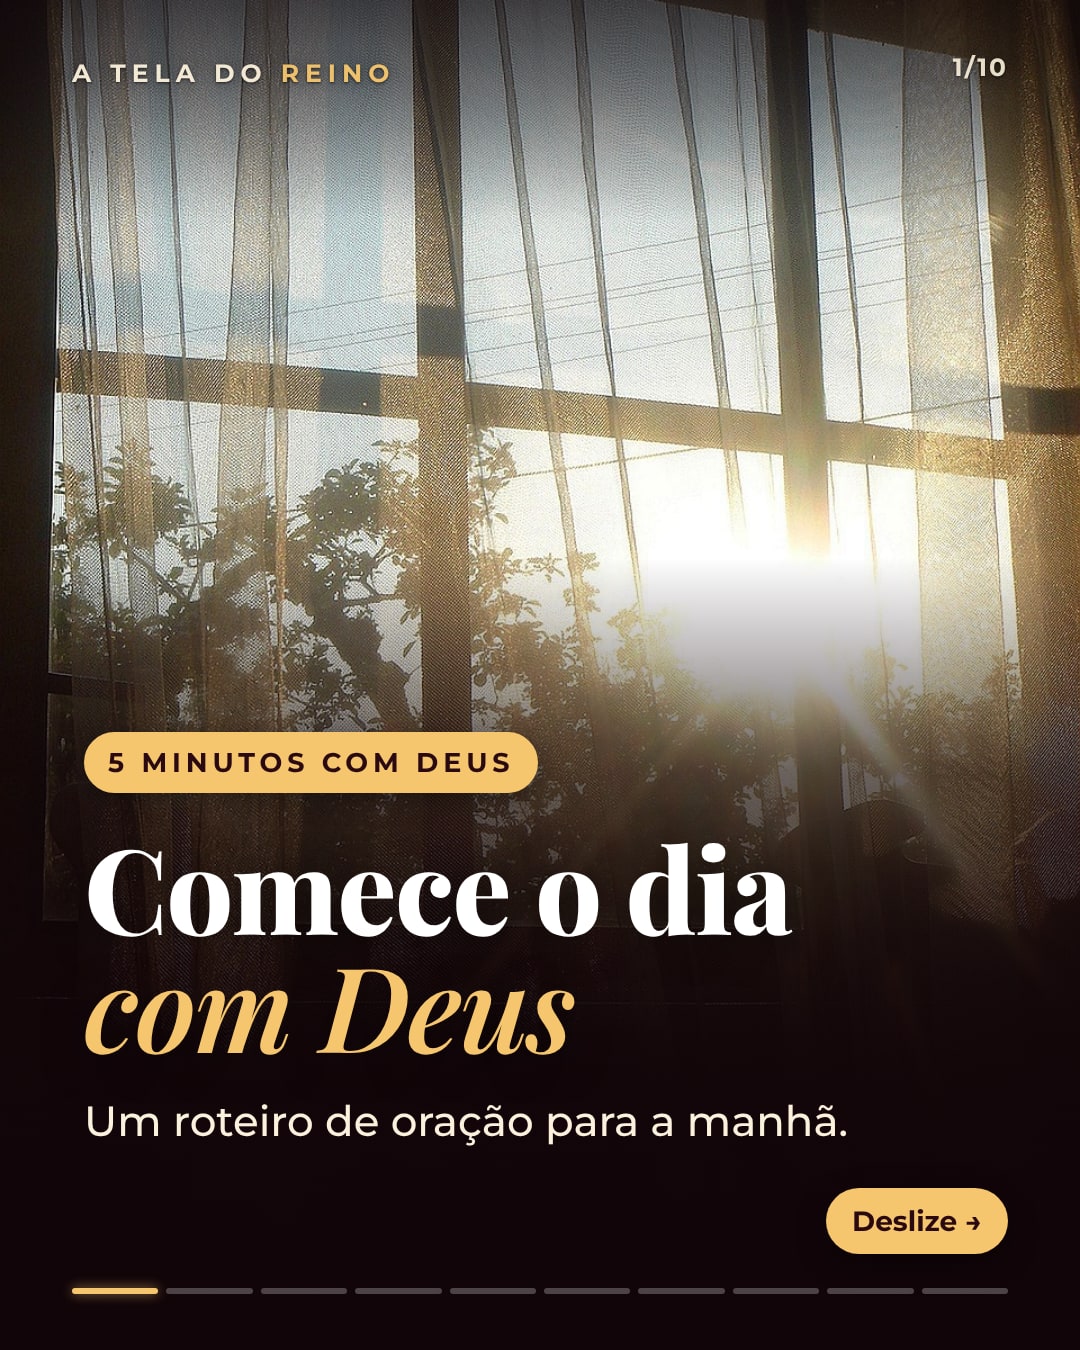 A TELA DO REINO
1/10
5 MINUTOS COM DEUS
Comece o dia
com Deus
Um roteiro de oração para a manhã.
Deslize →